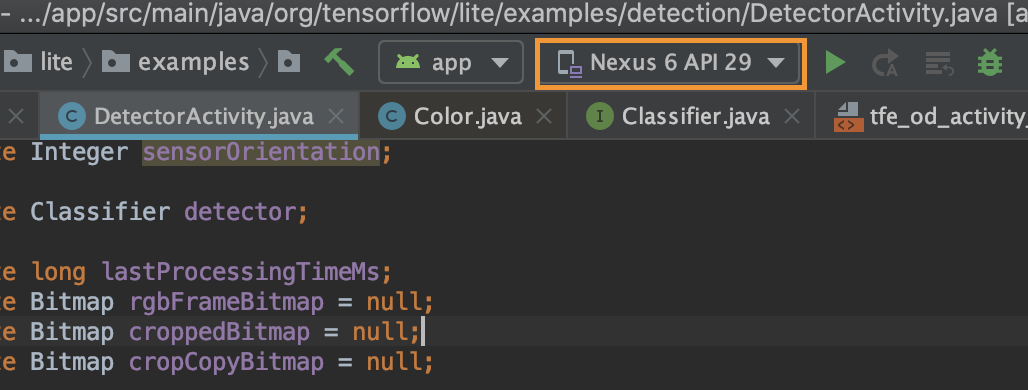 - .../app/src/main/java/org/tensorflow/lite/examples/detection/DetectorActivity.java [a
lite examples app Nexus 6 API 29
C DetectorActivity.java C Color.java I Classifier.java <> tfe_od_activity_
te Integer sensorOrientation;
te Classifier detector;
te long lastProcessingTimeMs;
te Bitmap rgbFrameBitmap = null;
te Bitmap croppedBitmap = null;
te Bitmap cropCopyBitmap = null;